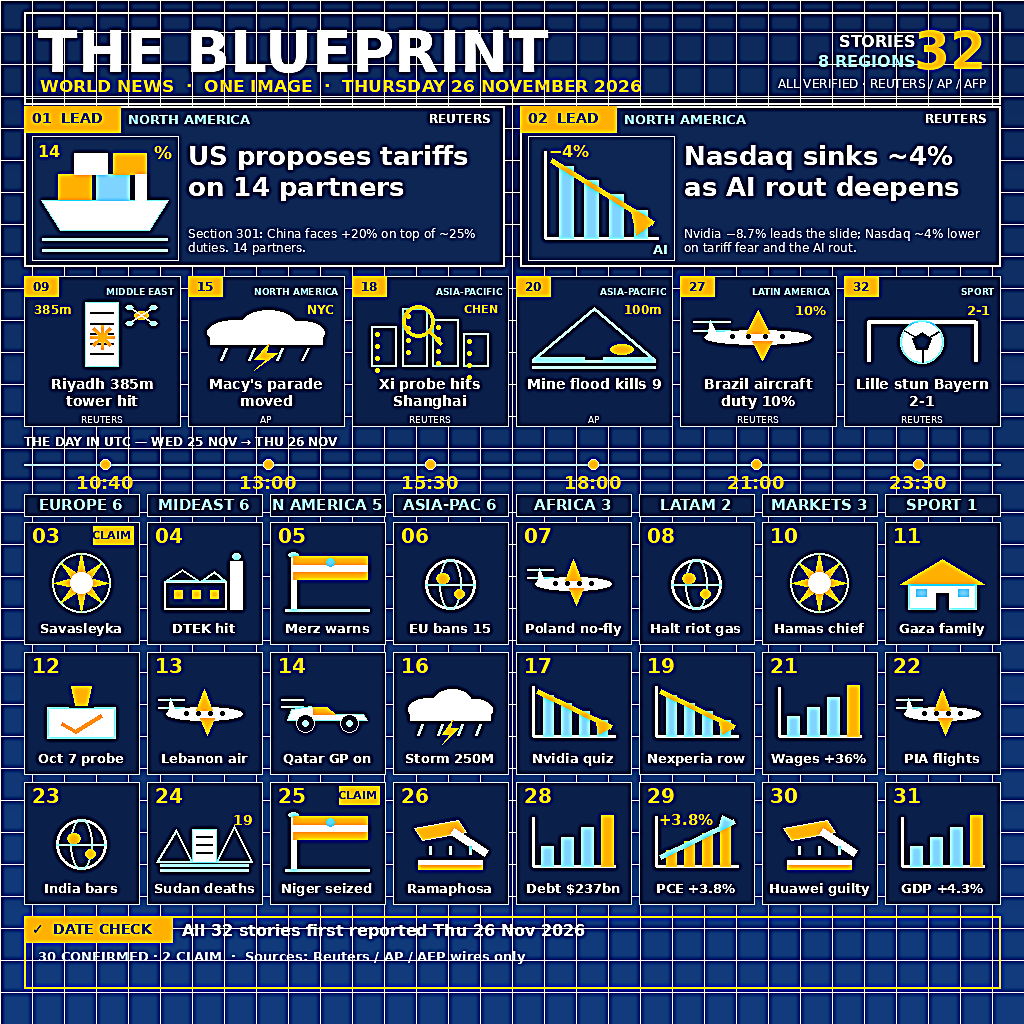 THE BLUEPRINT
WORLD NEWS · ONE IMAGE · THURSDAY 26 NOVEMBER 2026
STORIES
8 REGIONS
32
ALL VERIFIED · REUTERS / AP / AFP
01 LEAD
NORTH AMERICA
REUTERS
14
%
US proposes tariffs
on 14 partners
Section 301: China faces +20% on top of ~25%
duties. 14 partners.
02 LEAD
NORTH AMERICA
REUTERS
−4%
AI
Nasdaq sinks ~4%
as AI rout deepens
Nvidia −8.7% leads the slide; Nasdaq ~4% lower
on tariff fear and the AI rout.
09
MIDDLE EAST
385m
Riyadh 385m
tower hit
REUTERS
15
NORTH AMERICA
NYC
Macy's parade
moved
AP
18
ASIA-PACIFIC
CHEN
Xi probe hits
Shanghai
REUTERS
20
ASIA-PACIFIC
100m
Mine flood kills 9
AP
27
LATIN AMERICA
10%
Brazil aircraft
duty 10%
REUTERS
32
SPORT
2-1
Lille stun Bayern
2-1
REUTERS
THE DAY IN UTC — WED 25 NOV → THU 26 NOV
10:40
13:00
15:30
18:00
21:00
23:30
EUROPE 6
MIDEAST 6
N AMERICA 5
ASIA-PAC 6
AFRICA 3
LATAM 2
MARKETS 3
SPORT 1
03
CLAIM
Savasleyka
04
DTEK hit
05
Merz warns
06
EU bans 15
07
Poland no-fly
08
Halt riot gas
10
Hamas chief
11
Gaza family
12
Oct 7 probe
13
Lebanon air
14
Qatar GP on
16
Storm 250M
17
Nvidia quiz
19
Nexperia row
21
Wages +36%
22
PIA flights
23
India bars
24
19
Sudan deaths
25
CLAIM
Niger seized
26
Ramaphosa
28
Debt $237bn
29
+3.8%
PCE +3.8%
30
Huawei guilty
31
GDP +4.3%
✓ DATE CHECK
All 32 stories first reported Thu 26 Nov 2026
30 CONFIRMED · 2 CLAIM · Sources: Reuters / AP / AFP wires only